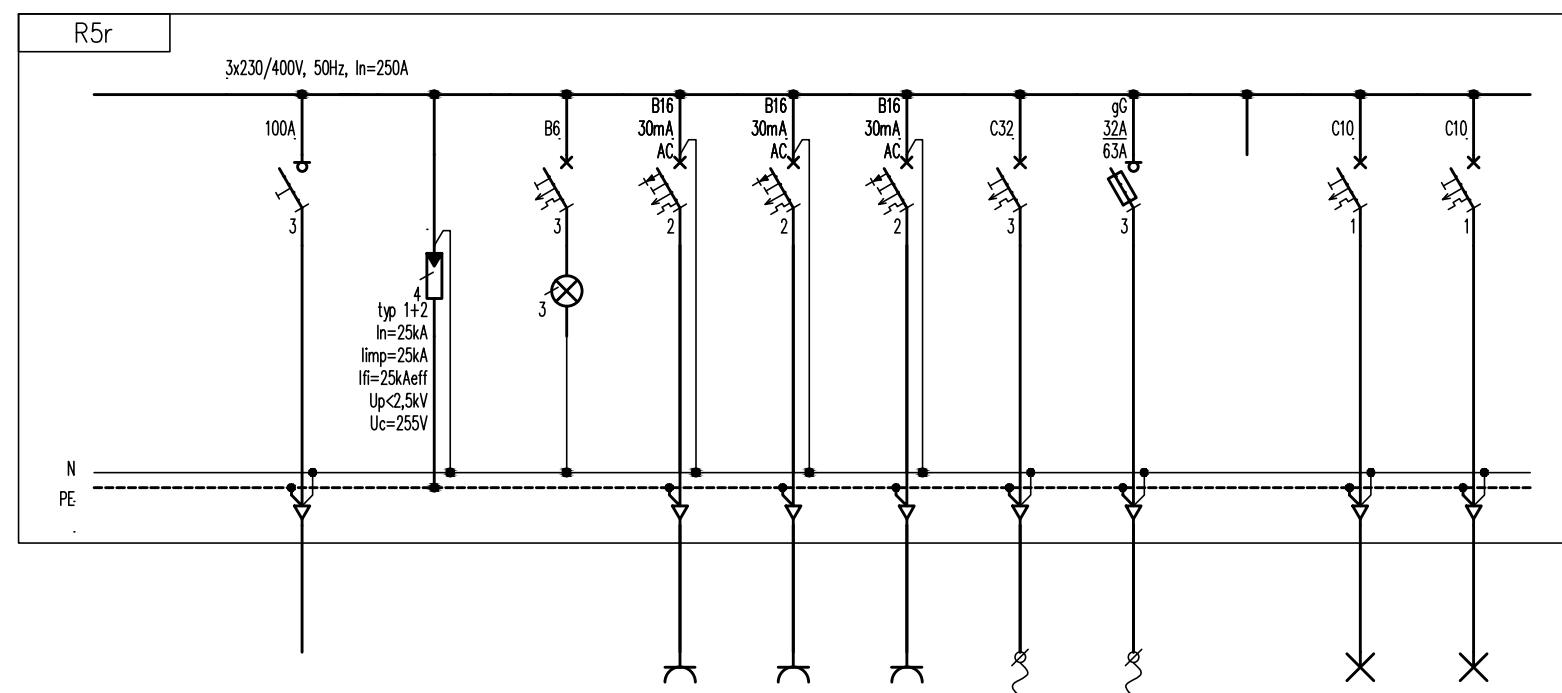 R5r
3x230/400V, 50Hz, In=250A
100A
B6
B16
30mA
AC
B16
30mA
AC
B16
30mA
AC
C32
gG
32A
63A
C10
C10
3
3
2
2
2
3
3
1
1
4
typ 1+2
In=25kA
Iimp=25kA
Ifi=25kAeff
Up<2,5kV
Uc=255V
3
N
PE